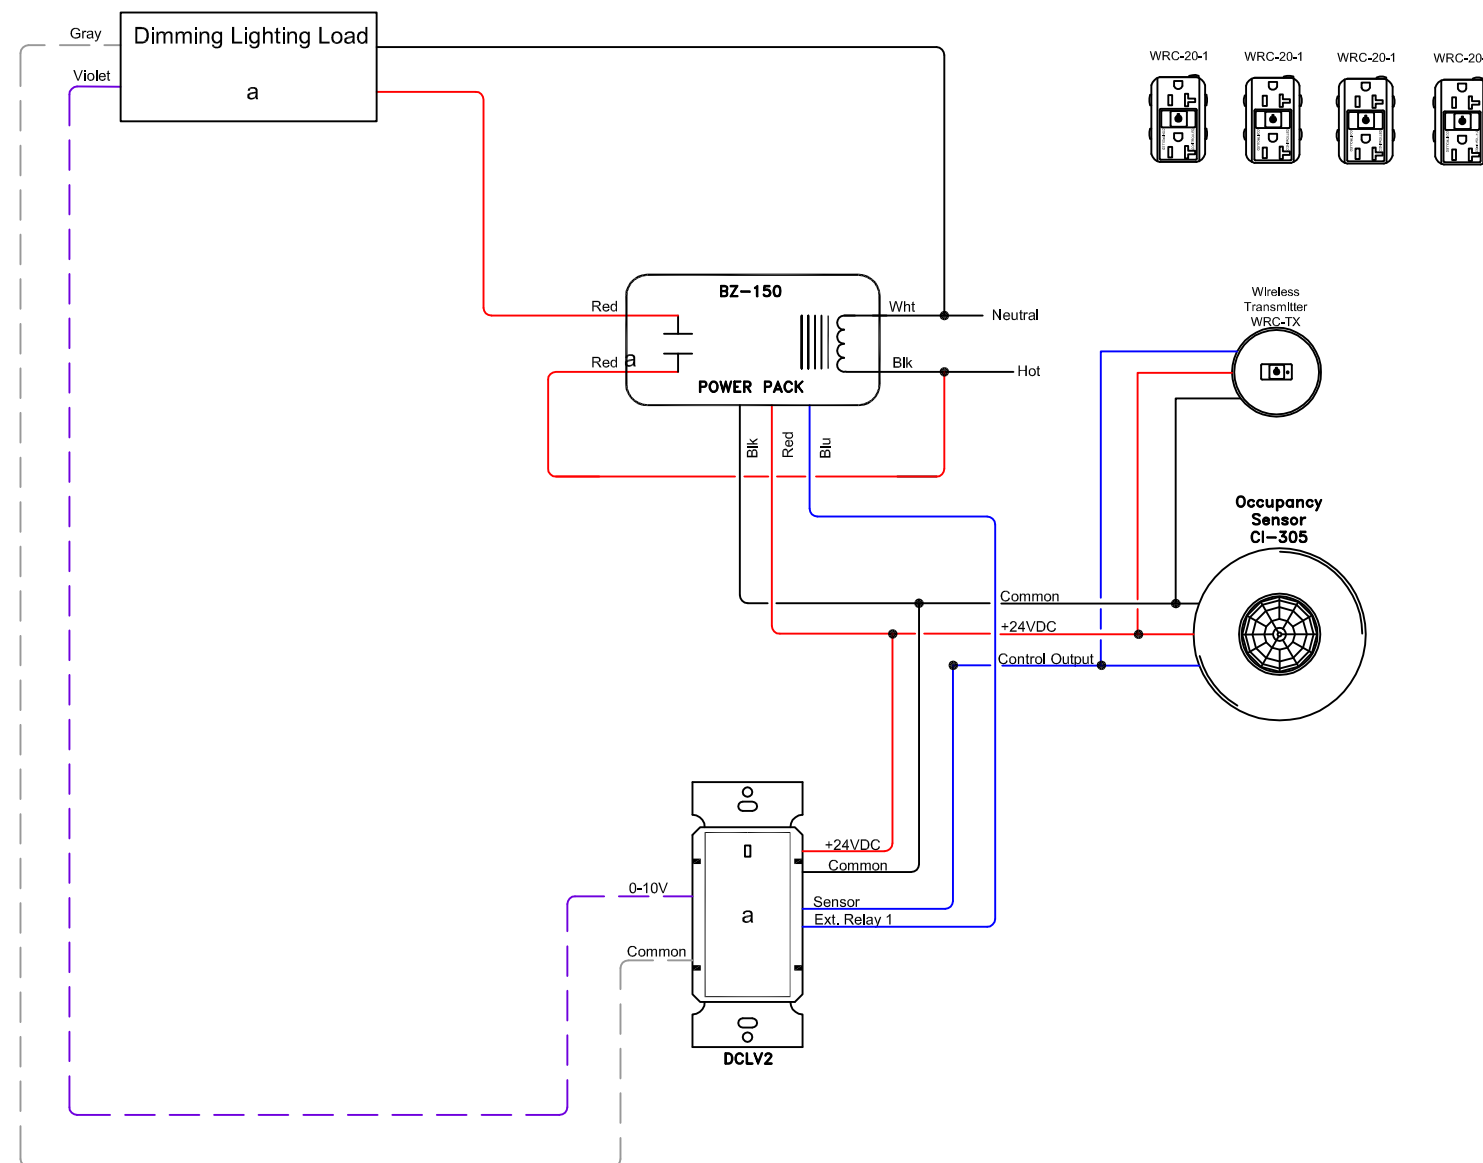 Gray
Dimming Lighting Load
Violet
a
WRC-20-1
WRC-20-1
WRC-20-1
WRC-20-
BZ-150
Red
Wht
Neutral
Red
a
Blk
Hot
POWER PACK
Blk
Red
Blu
Wireless
Transmitter
WRC-TX
Occupancy
Sensor
CI-305
Common
+24VDC
Control Output
+24VDC
Common
0-10V
Sensor
a
Ext. Relay 1
Common
DCLV2